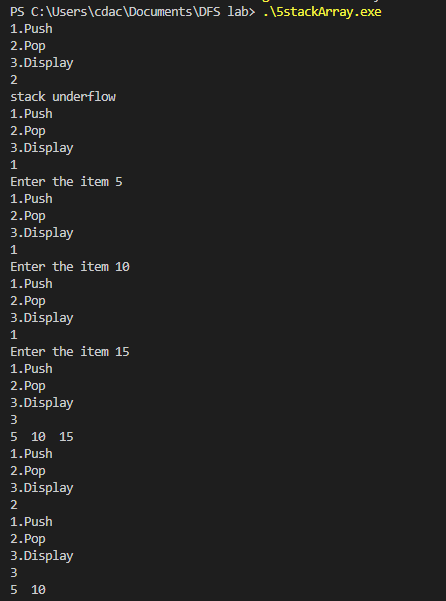 PS C:\Users\cdac\Documents\DFS lab> .\5stackArray.exe
1.Push
2.Pop
3.Display
2
stack underflow
1.Push
2.Pop
3.Display
1
Enter the item 5
1.Push
2.Pop
3.Display
1
Enter the item 10
1.Push
2.Pop
3.Display
1
Enter the item 15
1.Push
2.Pop
3.Display
3
5  10  15
1.Push
2.Pop
3.Display
2
1.Push
2.Pop
3.Display
3
5  10